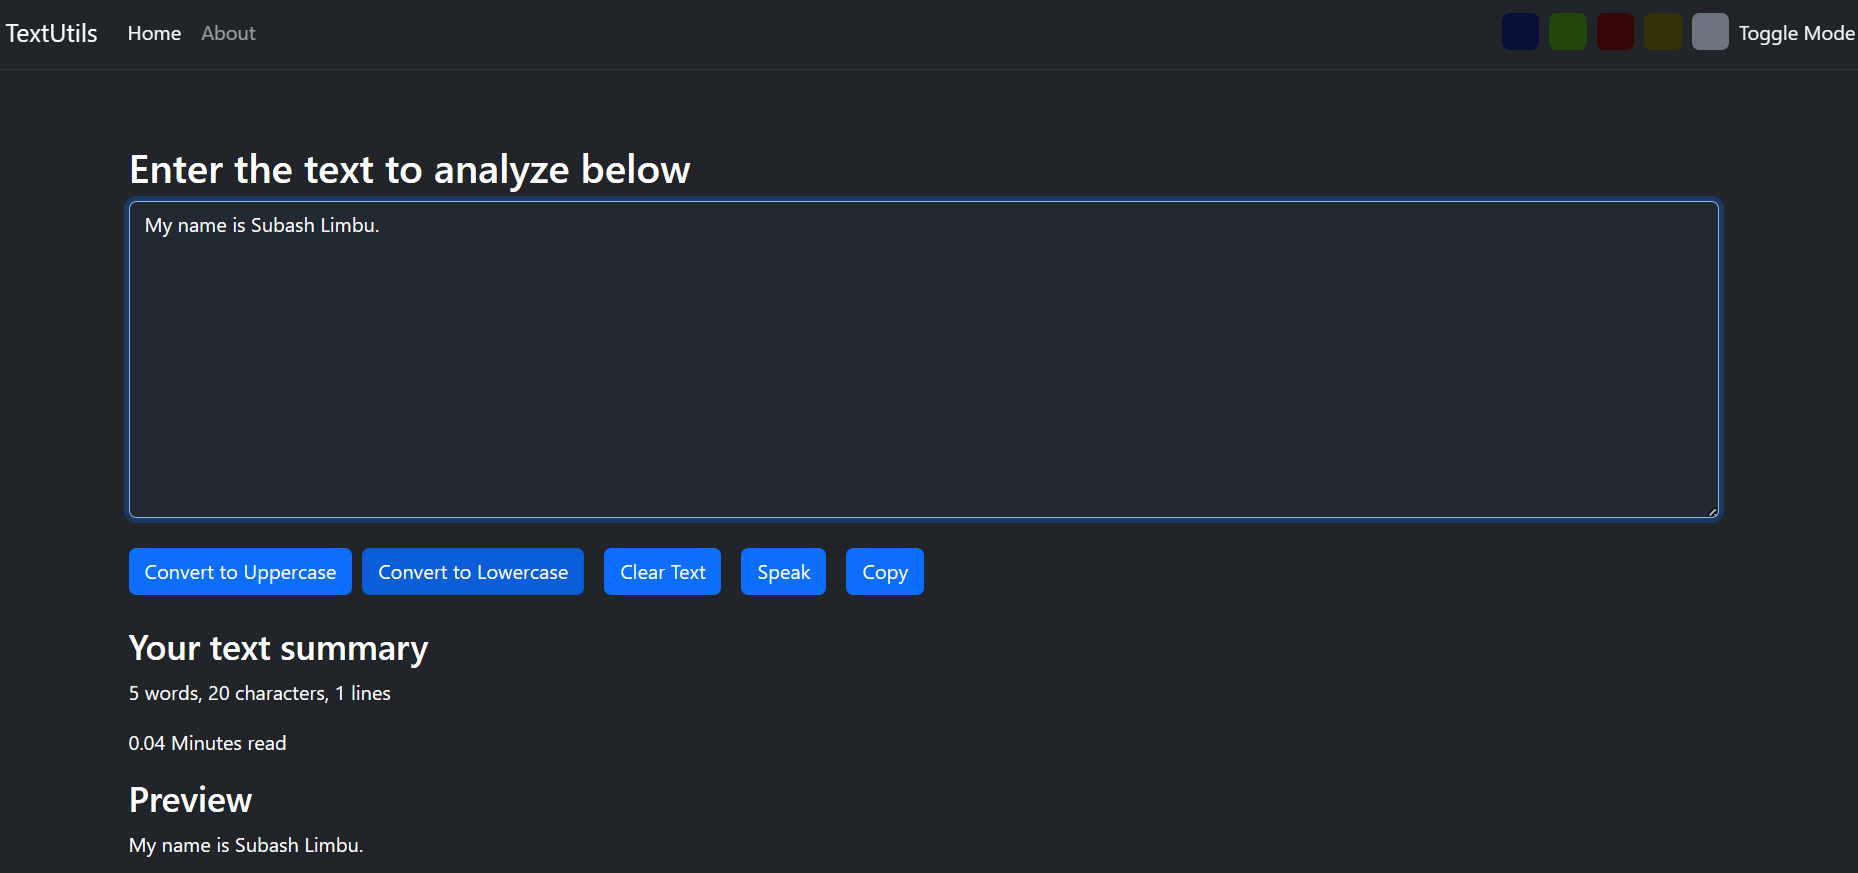 TextUtils Home About Toggle Mode
Enter the text to analyze below
My name is Subash Limbu.
Convert to Uppercase Convert to Lowercase Clear Text Speak Copy
Your text summary
5 words, 20 characters, 1 lines
0.04 Minutes read
Preview
My name is Subash Limbu.